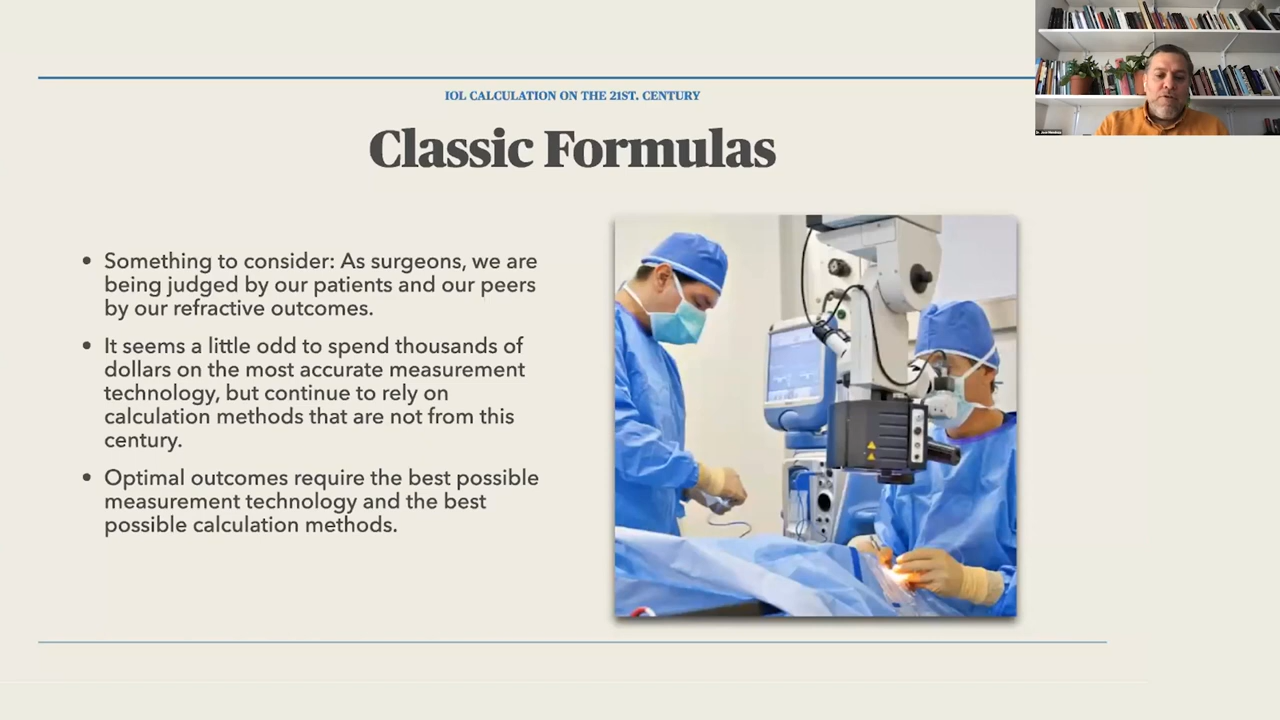 IOL CALCULATION ON THE 21ST. CENTURY
Classic Formulas
• Something to consider: As surgeons, we are
being judged by our patients and our peers
by our refractive outcomes.
• It seems a little odd to spend thousands of
dollars on the most accurate measurement
technology, but continue to rely on
calculation methods that are not from this
century.
• Optimal outcomes require the best possible
measurement technology and the best
possible calculation methods.